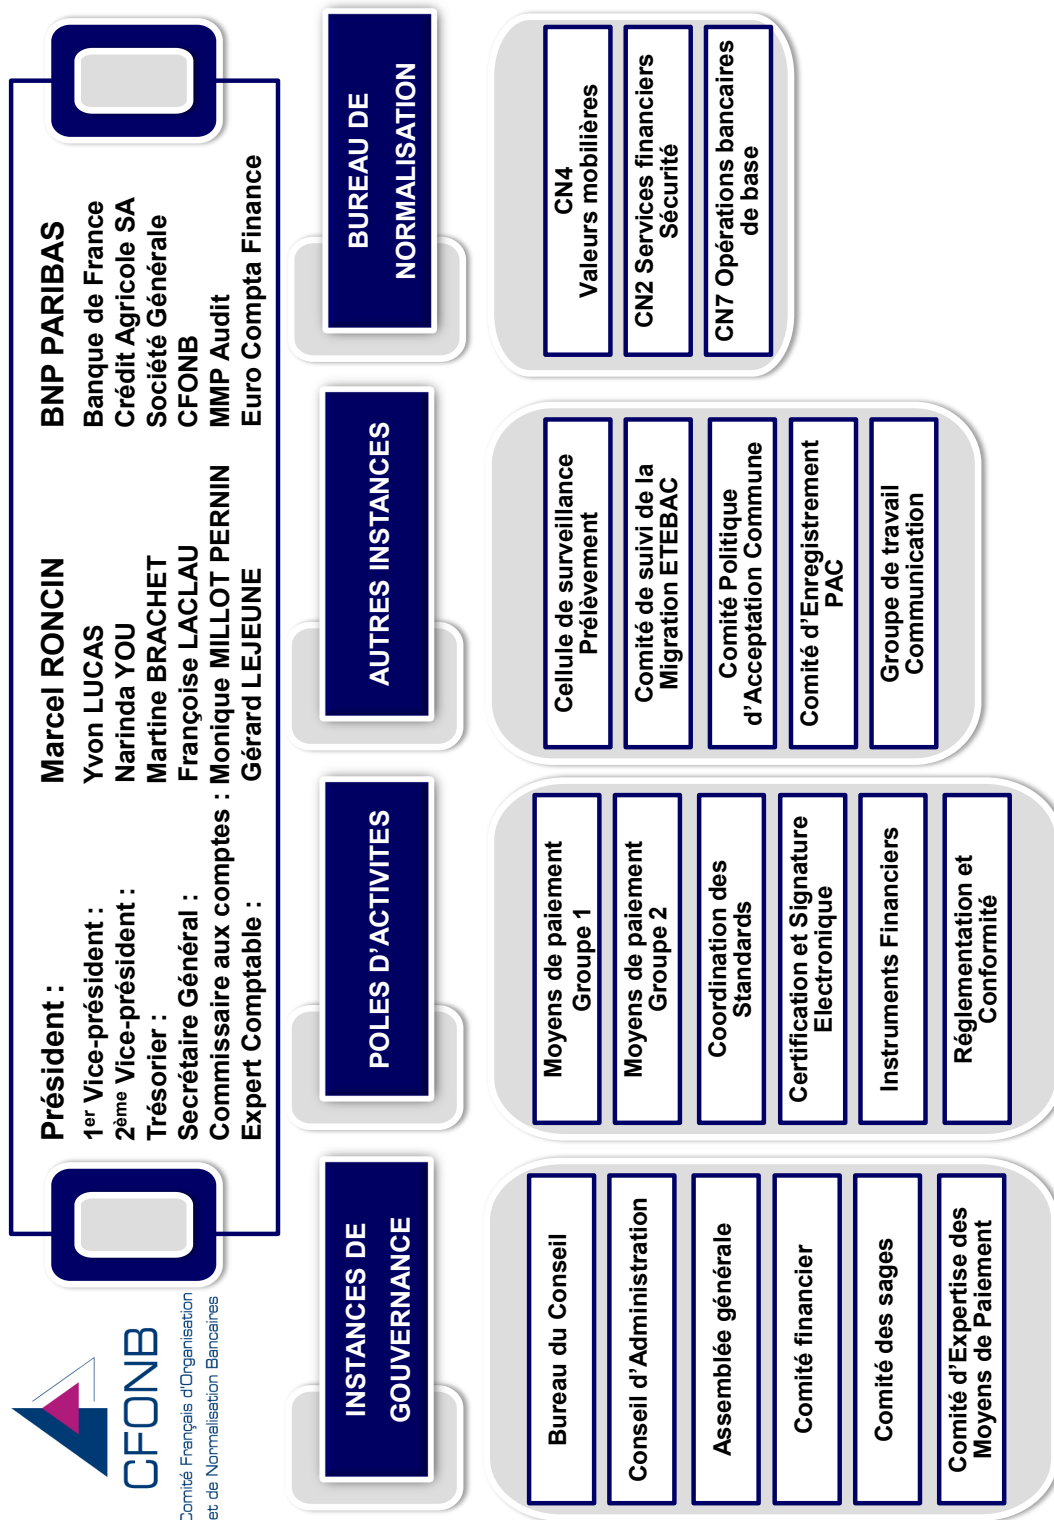 CFONB
Comité Français d'Organisation
et de Normalisation Bancaires
Président : Marcel RONCIN BNP PARIBAS
1er Vice-président : Yvon LUCAS Banque de France
2ème Vice-président : Narinda YOU Crédit Agricole SA
Trésorier : Martine BRACHET Société Générale
Secrétaire Général : Françoise LACLAU CFONB
Commissaire aux comptes : Monique MILLOT PERNIN MMP Audit
Expert Comptable : Gérard LEJEUNE Euro Compta Finance
INSTANCES DE
GOUVERNANCE
Bureau du Conseil
Conseil d'Administration
Assemblée générale
Comité financier
Comité des sages
Comité d'Expertise des
Moyens de Paiement
POLES D'ACTIVITES
Moyens de paiement
Groupe 1
Moyens de paiement
Groupe 2
Coordination des
Standards
Certification et Signature
Electronique
Instruments Financiers
Réglementation et
Conformité
AUTRES INSTANCES
Cellule de surveillance
Prélèvement
Comité de suivi de la
Migration ETEBAC
Comité Politique
d'Acceptation Commune
Comité d'Enregistrement
PAC
Groupe de travail
Communication
BUREAU DE
NORMALISATION
CN4
Valeurs mobilières
CN2 Services financiers
Sécurité
CN7 Opérations bancaires
de base